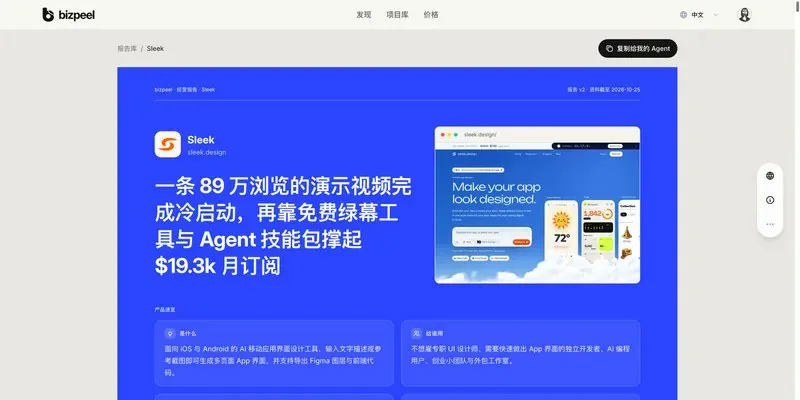 bizpeel
发现
项目库
价格
中文
报告库 / Sleek
复制给我的 Agent
bizpeel · 经营报告 · Sleek
报告 v2 · 资料截至 2026-10-25
Sleek
sleek.design
一条 89 万浏览的演示视频完
成冷启动，再靠免费绿幕工
具与 Agent 技能包撑起
$19.3k 月订阅
sleek.design/
Make your app
look designed.
72°
1,842
Collection
产品速览
是什么
面向 iOS 与 Android 的 AI 移动应用界面设计工具，输入文字描述或参
考截图即可生成多页面 App 界面，并支持导出 Figma 图层与前端代
码。
给谁用
不想雇专职 UI 设计师，需要快速做出 App 界面的独立开发者、AI 编程
用户、创业小团队与外包工作室。